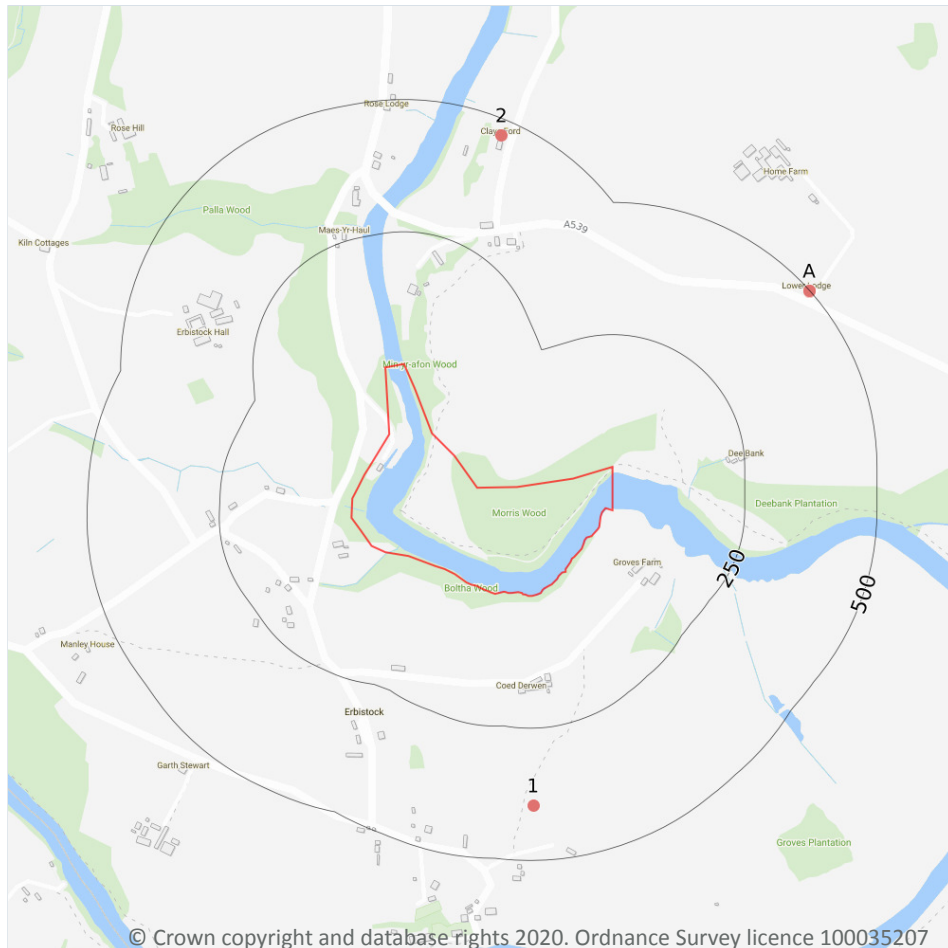 Rose Lodge
2
Clays Ford
Rose Hill
Home Farm
Palla Wood
A539
Maes-Yr-Haul
Kiln Cottages
A
Lower Lodge
Erbistock Hall
Min-yr-afon Wood
Dee Bank
Deebank Plantation
Morris Wood
Groves Farm
250
500
Boltha Wood
Manley House
Coed Derwen
Erbistock
Garth Stewart
1
Groves Plantation
© Crown copyright and database rights 2020. Ordnance Survey licence 100035207